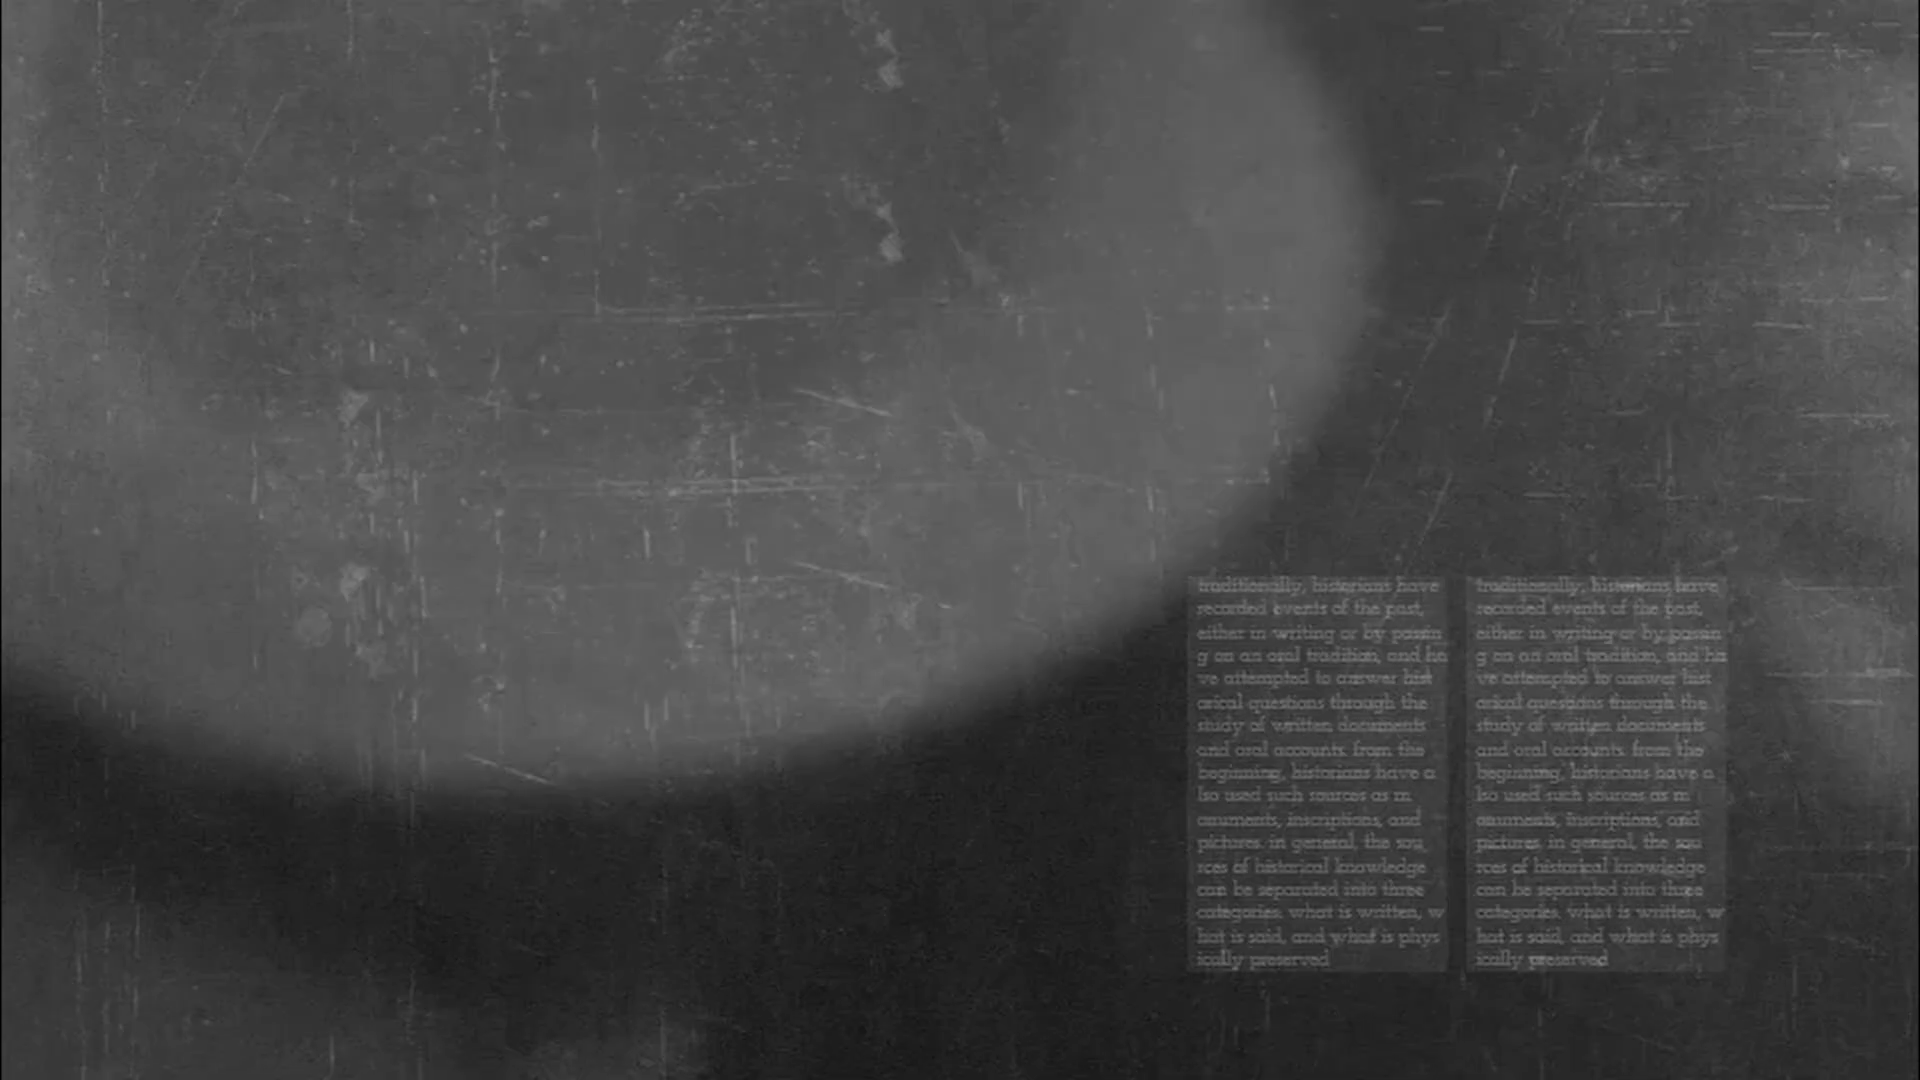 traditionally, historians have
recorded events of the past,
either in writing or by passin
g on an oral tradition, and ha
ve attempted to answer hist
orical questions through the
study of written documents
and oral accounts. from the
beginning, historians have a
lso used such sources as m
onuments, inscriptions, and
pictures. in general, the sou
rces of historical knowledge
can be separated into three
categories: what is written, w
hat is said, and what is phys
ically preserved
traditionally, historians have
recorded events of the past,
either in writing or by passin
g on an oral tradition, and ha
ve attempted to answer hist
orical questions through the
study of written documents
and oral accounts. from the
beginning, historians have a
lso used such sources as m
onuments, inscriptions, and
pictures. in general, the sou
rces of historical knowledge
can be separated into three
categories: what is written, w
hat is said, and what is phys
ically preserved